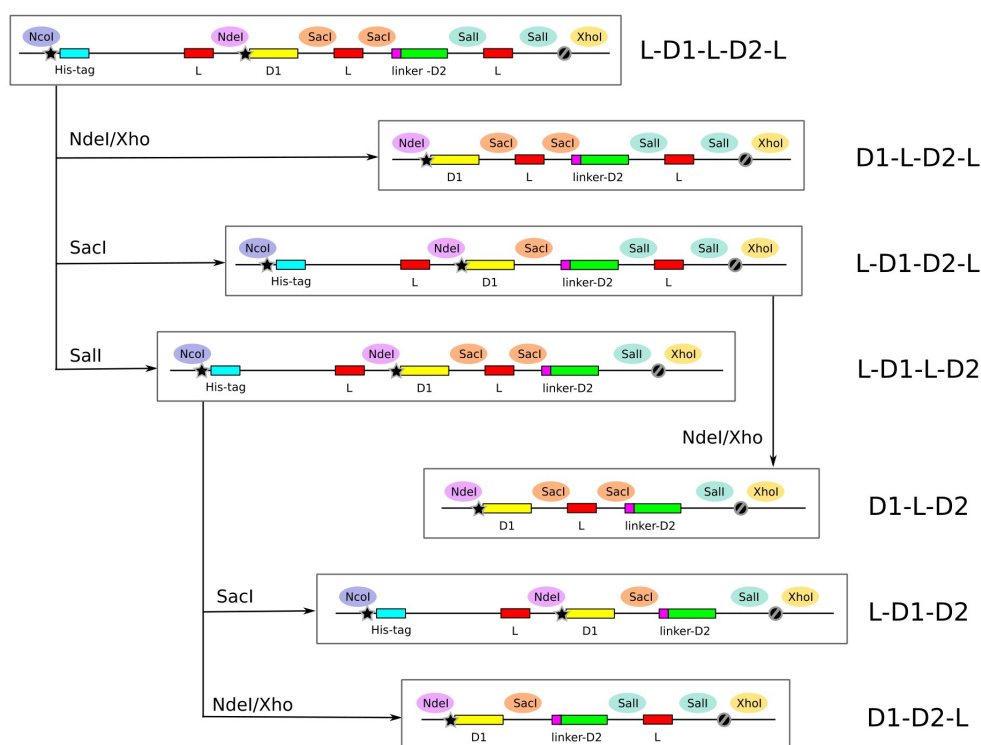 NcoI NdeI SacI SacI SalI SalI XhoI
His-tag L D1 L linker -D2 L
L-D1-L-D2-L
NdeI/Xho
NdeI SacI SacI SalI SalI XhoI
D1 L linker-D2 L
D1-L-D2-L
SacI
NcoI NdeI SacI SalI SalI XhoI
His-tag L D1 linker-D2 L
L-D1-D2-L
SalI
NcoI NdeI SacI SacI SalI XhoI
His-tag L D1 L linker-D2
L-D1-L-D2
NdeI/Xho
NdeI SacI SacI SalI XhoI
D1 L linker-D2
D1-L-D2
SacI
NcoI NdeI SacI SalI XhoI
His-tag L D1 linker-D2
L-D1-D2
NdeI/Xho
NdeI SacI SalI SalI XhoI
D1 linker-D2 L
D1-D2-L